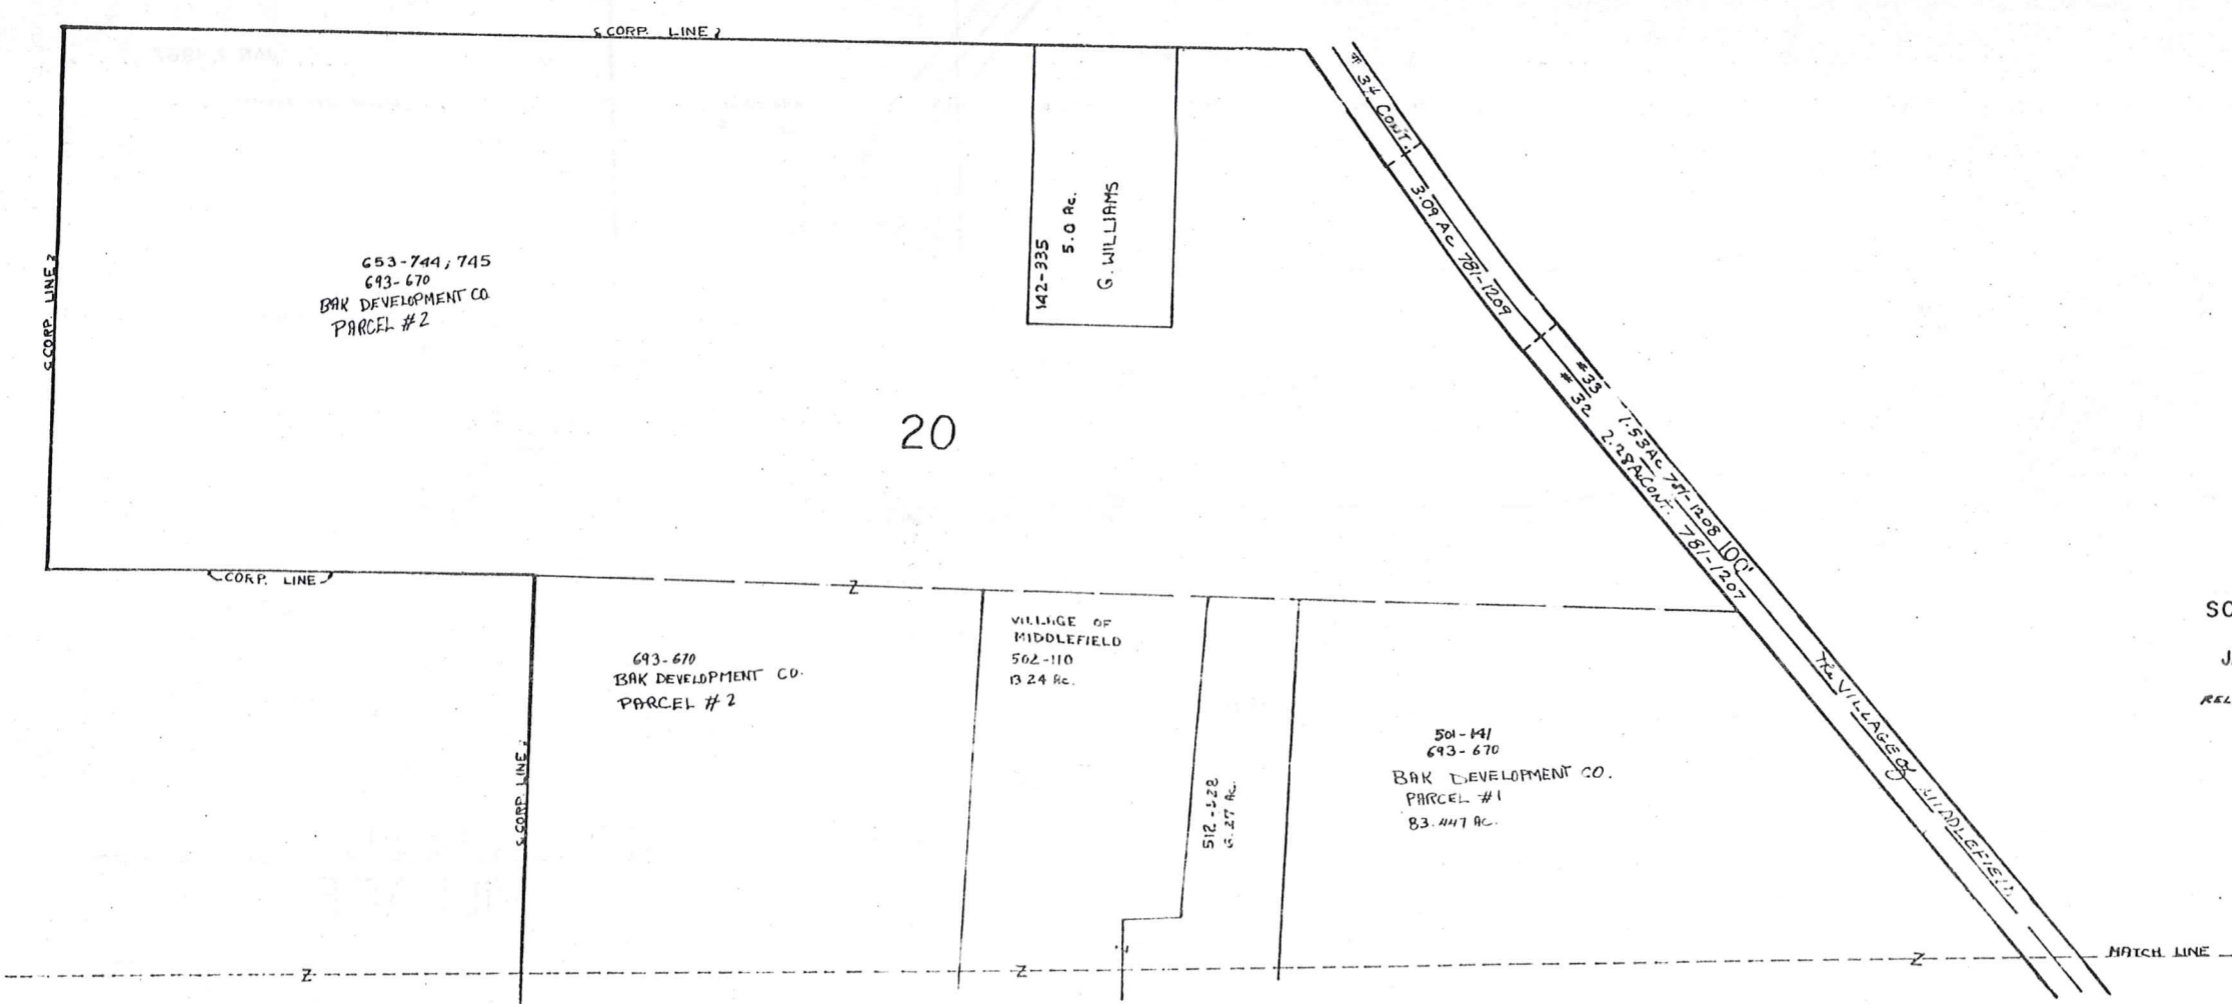 CORP. LINE
# 34 CONT.
3.09 Ac 781-1209
142-335
5.0 Ac.
G. WILLIAMS
CORP. LINE
653-744, 745
693-670
BAK DEVELOPMENT CO.
PARCEL #2
20
# 33 1.53 Ac 781-1208
# 32 2.28 Ac CONT. 781-1207
100'
CORP. LINE
Z
VILLAGE OF
MIDDLEFIELD
502-110
13.24 Ac.
693-670
BAK DEVELOPMENT CO.
PARCEL #2
The VILLAGE of MIDDLEFIELD
SC
J
REL
CORP. LINE
512-
6.27 Ac.
501-141
693-670
BAK DEVELOPMENT CO.
PARCEL #1
83.447 Ac.
Z
Z
Z
MATCH LINE